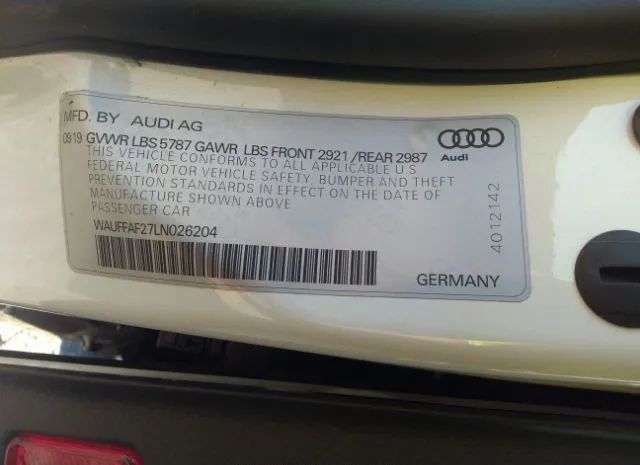 MFD. BY AUDI AG
0919 GVWR LBS 5787 GAWR LBS FRONT 2921 /REAR 2987
THIS VEHICLE CONFORMS TO ALL APPLICABLE U.S
FEDERAL MOTOR VEHICLE SAFETY, BUMPER AND THEFT
PREVENTION STANDARDS IN EFFECT ON THE DATE OF
MANUFACTURE SHOWN ABOVE
PASSENGER CAR
WAUFFAF27LN026204
Audi
4012142
GERMANY